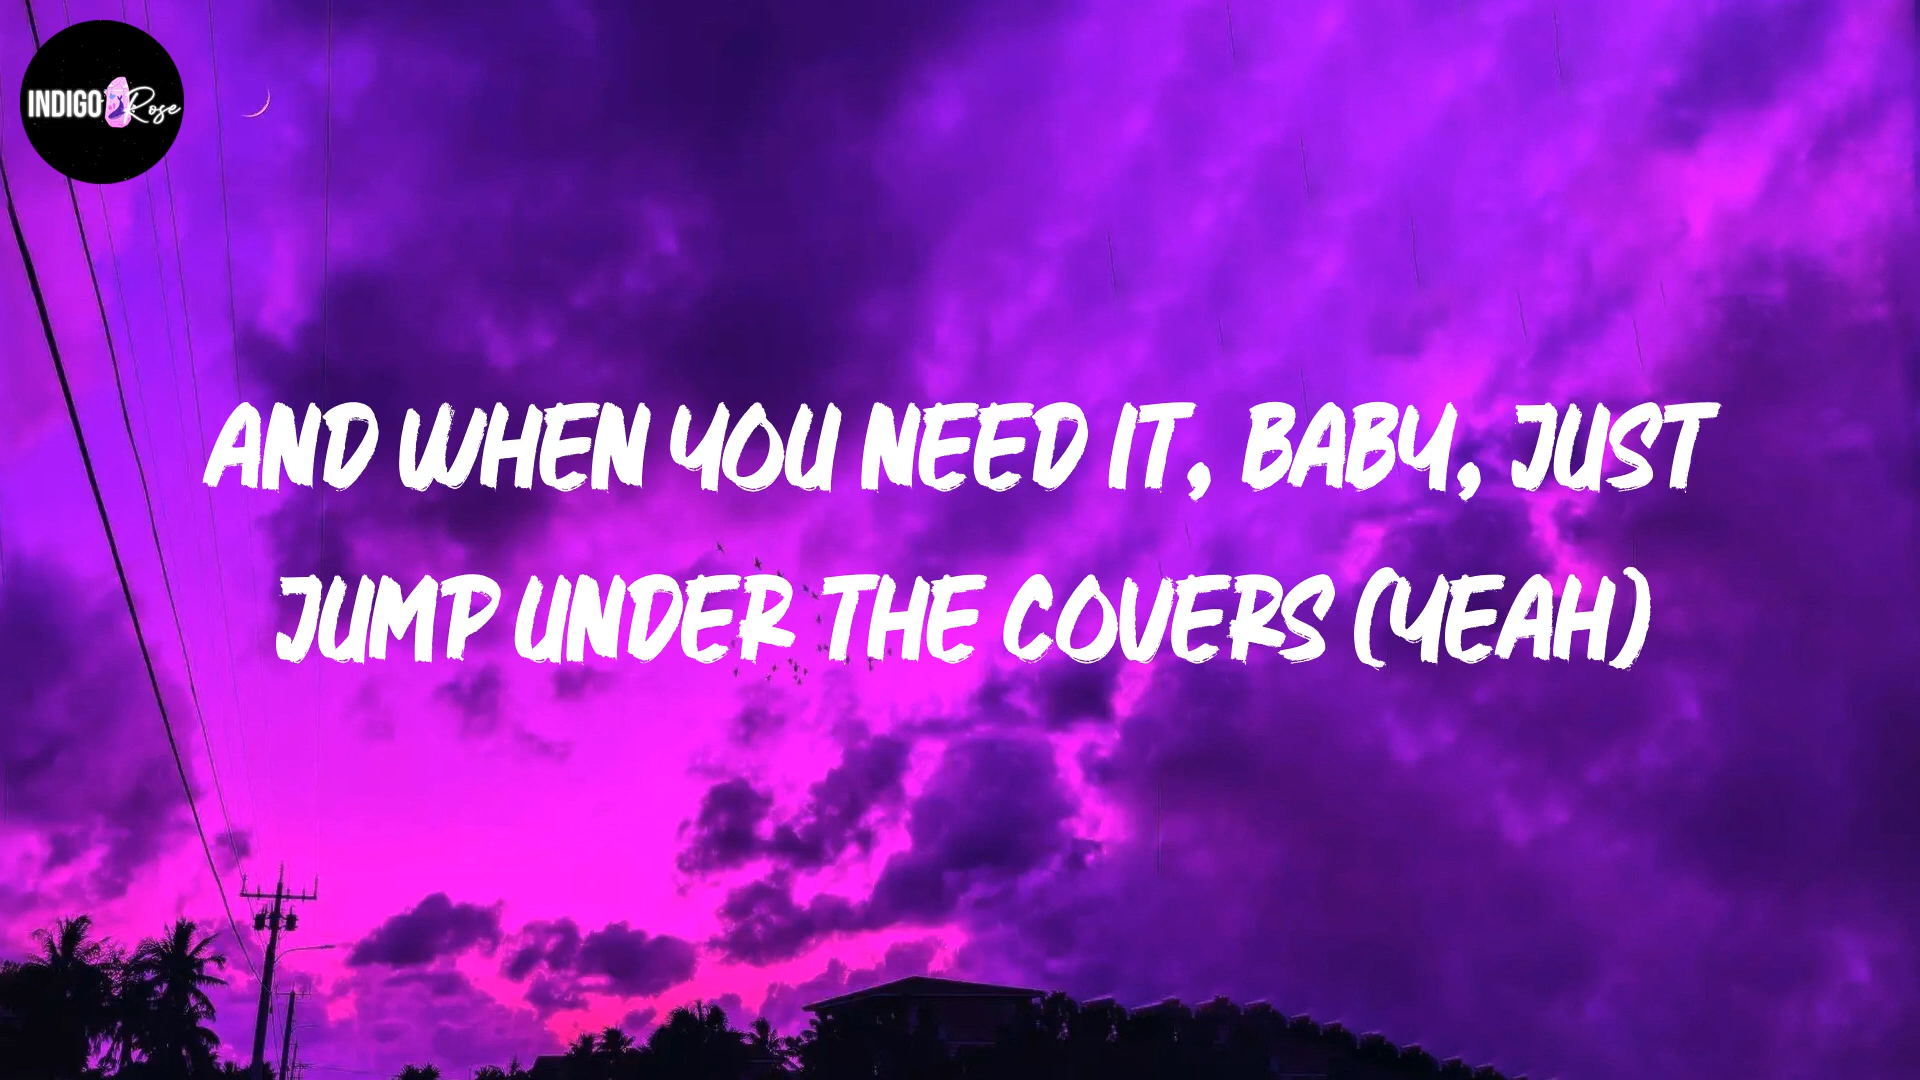 INDIGO Rose
AND WHEN YOU NEED IT, BABY, JUST
JUMP UNDER THE COVERS (YEAH)